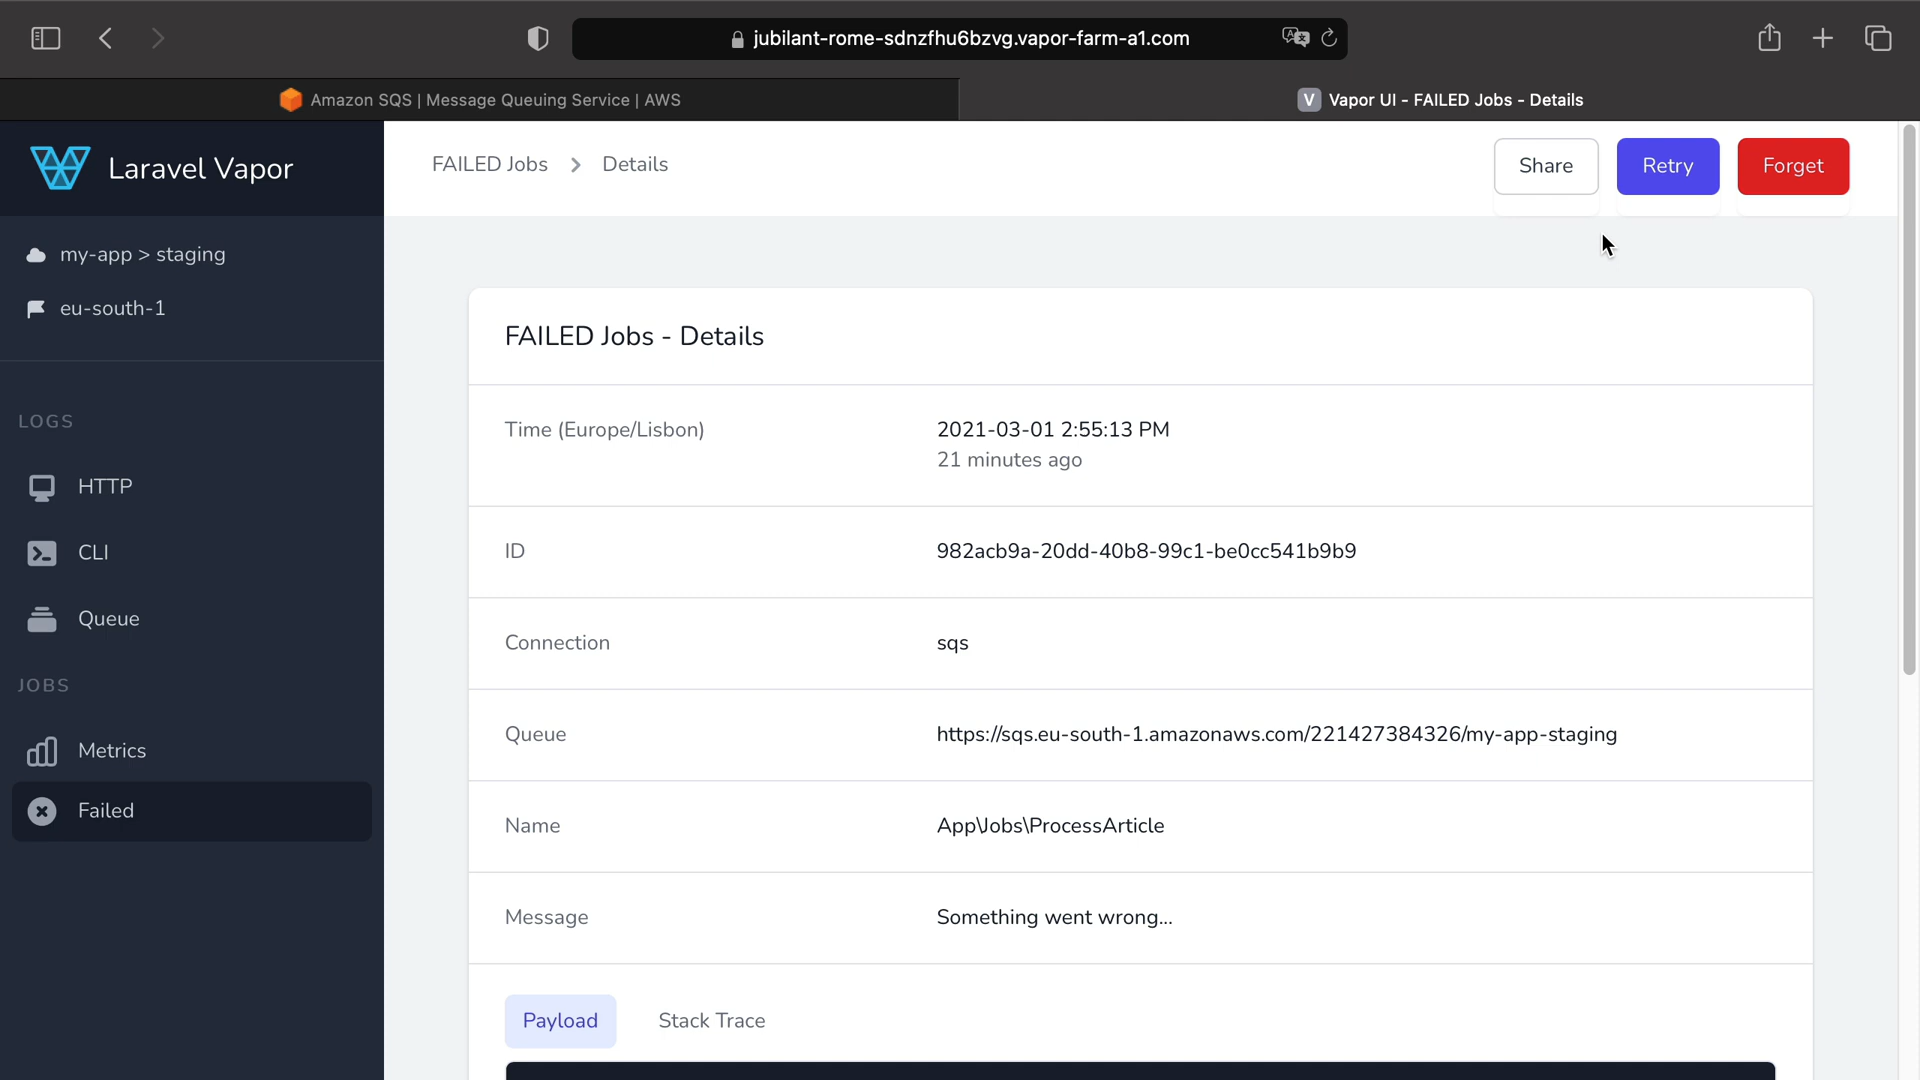 jubilant-rome-sdnzfhu6bzvg.vapor-farm-a1.com
Amazon SQS | Message Queuing Service | AWS
V Vapor UI - FAILED Jobs - Details
Laravel Vapor
FAILED Jobs > Details
Share
Retry
Forget
my-app > staging
eu-south-1
LOGS
HTTP
CLI
Queue
JOBS
Metrics
Failed
FAILED Jobs - Details
Time (Europe/Lisbon)
2021-03-01 2:55:13 PM
21 minutes ago
ID
982acb9a-20dd-40b8-99c1-be0cc541b9b9
Connection
sqs
Queue
https://sqs.eu-south-1.amazonaws.com/221427384326/my-app-staging
Name
App\Jobs\ProcessArticle
Message
Something went wrong...
Payload
Stack Trace